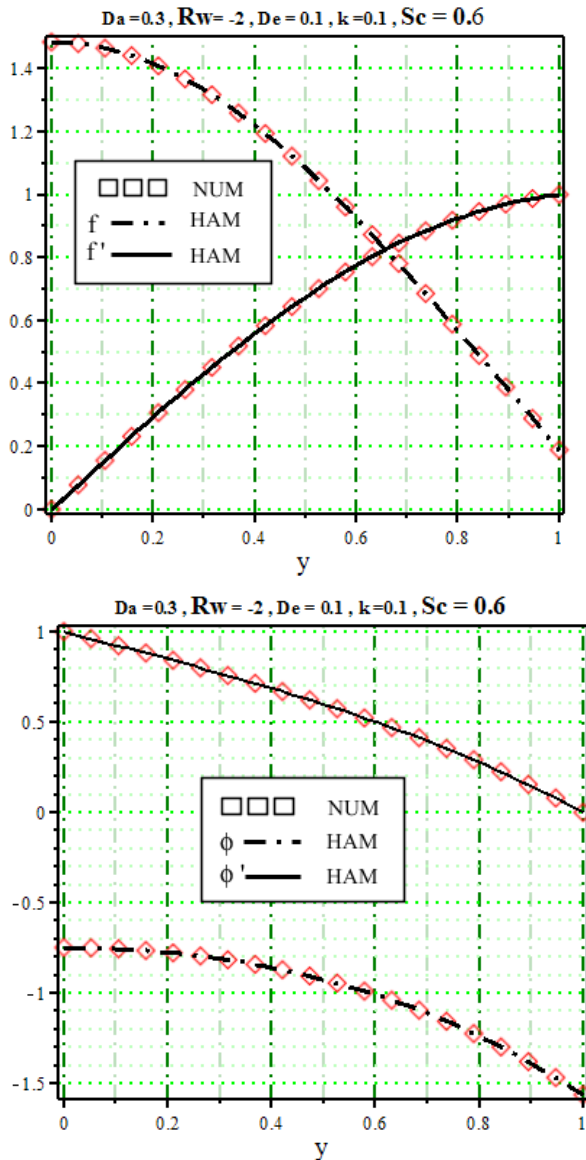 Da =0.3 , Rw= -2 , De = 0.1 , k=0.1 , Sc = 0.6
1.4
1.2
1
0.8
0.6
0.4
0.2
0
NUM
f HAM
f ' HAM
0 0.2 0.4 0.6 0.8 1
y
Da =0.3 , Rw = -2 , De = 0.1 , k=0.1 , Sc = 0.6
1
0.5
0
-0.5
-1
-1.5
NUM
ϕ HAM
ϕ ' HAM
0 0.2 0.4 0.6 0.8 1
y